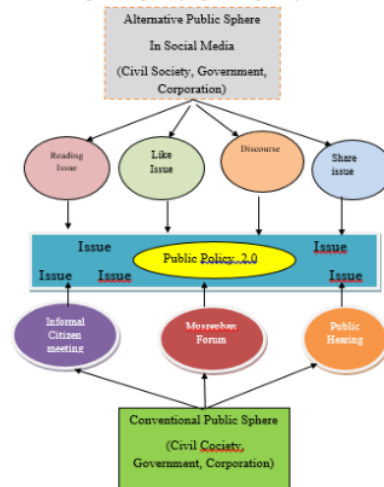 Alternative Public Sphere
In Social Media
(Civil Society, Government,
Corporation)
Reading
Issue
Like
Issue
Discourse
Share
issue
Issue
Public Policy 2.0
Issue
Issue
Issue
Issue
Informal
Citizen
meeting
Forum
Public
Hearing
Conventional Public Sphere
(Civil Cociety,
Government, Corporation)